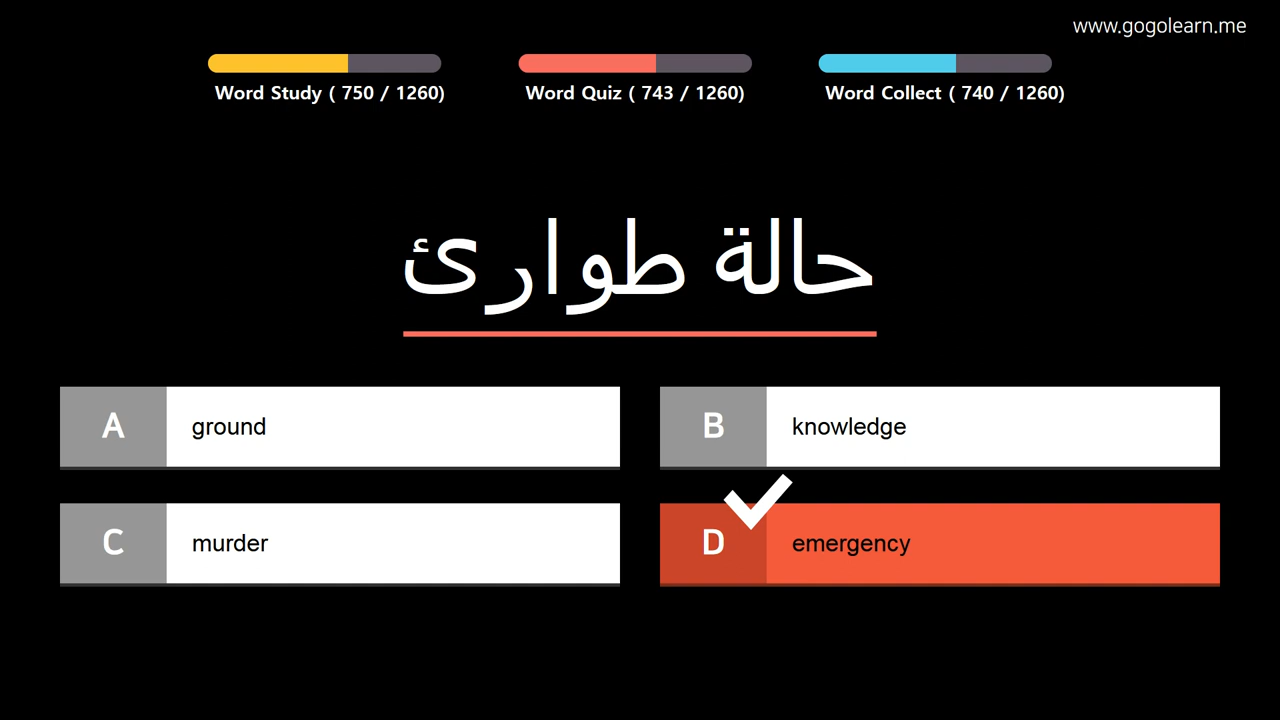 www.gogolearn.me
Word Study ( 750 / 1260)
Word Quiz ( 743 / 1260)
Word Collect ( 740 / 1260)
حالة طوارئ
A ground
B knowledge
C murder
D emergency